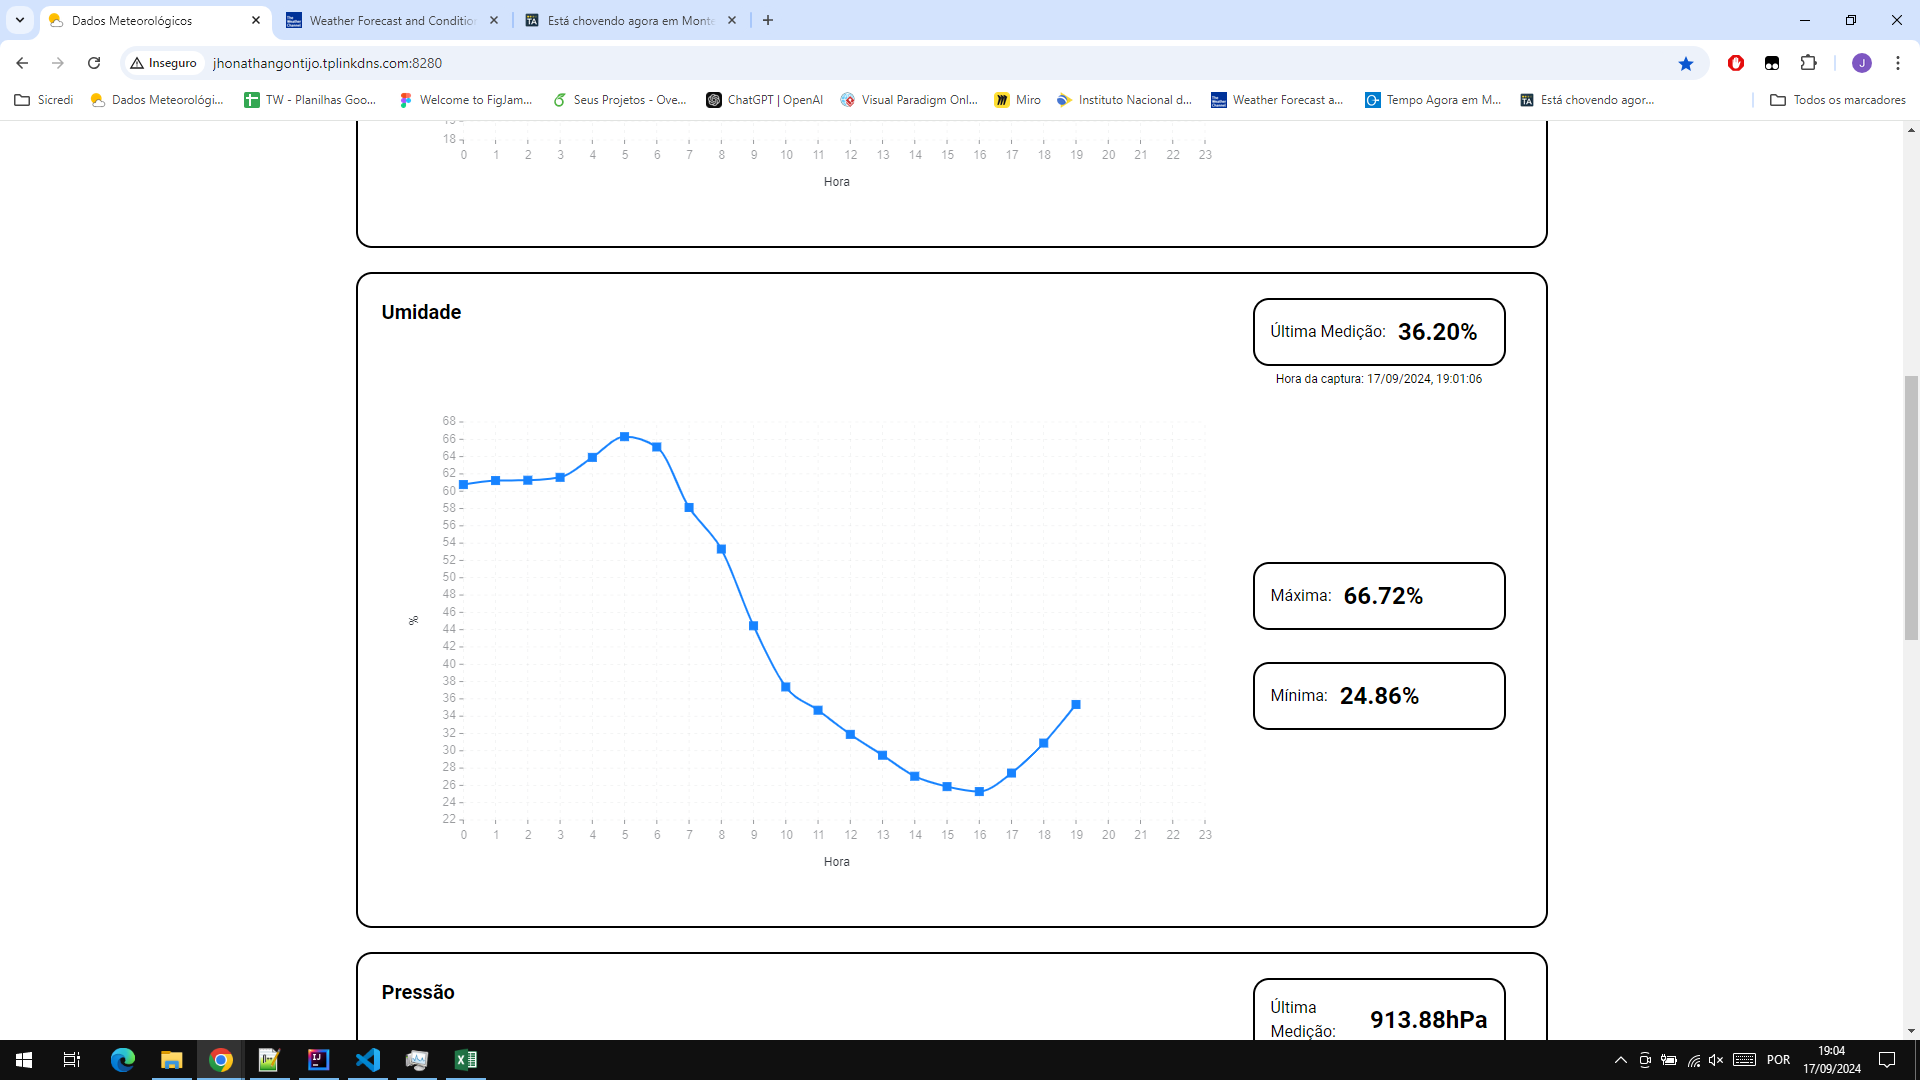 Dados Meteorológicos
Weather Forecast and Conditio
Está chovendo agora em Monte
Inseguro
jhonathangontijo.tplinkdns.com:8280
J
Sicredi
Dados Meteorológi...
TW - Planilhas Goo...
Welcome to FigJam...
Seus Projetos - Ove...
ChatGPT | OpenAI
Visual Paradigm Onl...
Miro
Instituto Nacional d...
Weather Forecast a...
Tempo Agora em M...
Está chovendo agor...
Todos os marcadores
18
0 1 2 3 4 5 6 7 8 9 10 11 12 13 14 15 16 17 18 19 20 21 22 23
Hora
Umidade
Última Medição: 36.20%
Hora da captura: 17/09/2024, 19:01:06
68
66
64
62
60
58
56
54
52
50
48
46
44
42
40
38
36
34
32
30
28
26
24
22
%
0 1 2 3 4 5 6 7 8 9 10 11 12 13 14 15 16 17 18 19 20 21 22 23
Hora
Máxima: 66.72%
Mínima: 24.86%
Pressão
Última
Medição:
913.88hPa
POR
19:04
17/09/2024